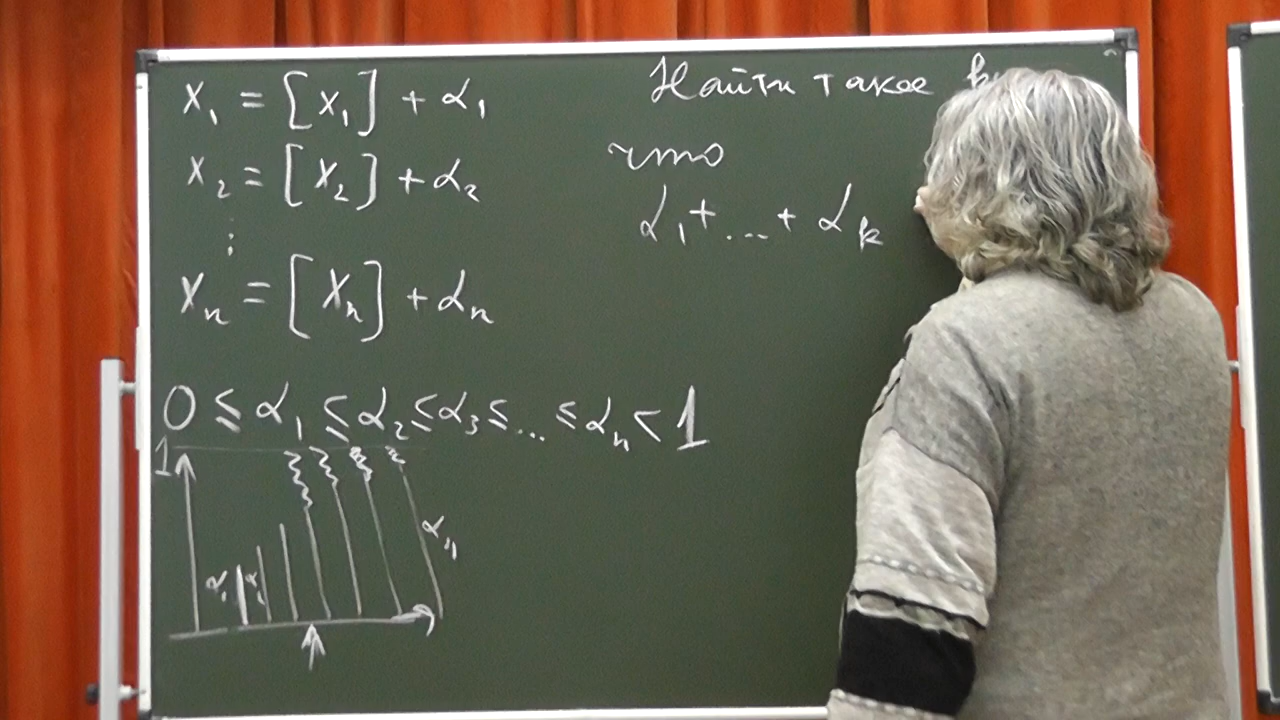 x₁ = [x₁] + α₁
x₂ = [x₂] + α₂
⋮
xₙ = [xₙ] + αₙ
0 ≤ α₁ ≤ α₂ ≤ α₃ ≤ ... ≤ αₙ < 1
1
α₁
αₙ
Найти такое k
что
α₁ + ... + αₖ